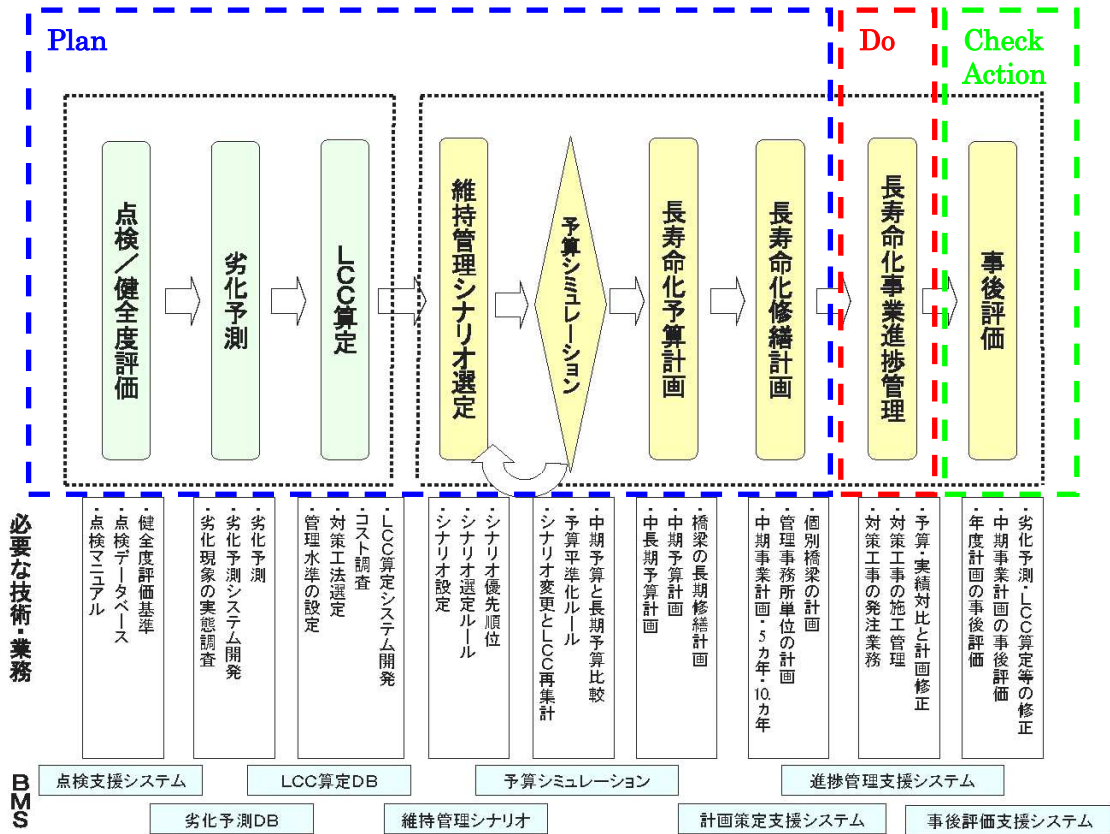 Plan
Do
Check
Action
点検／健全度評価
劣化予測
LCC算定
維持管理シナリオ選定
予算シミュレーション
長寿命化予算計画
長寿命化修繕計画
長寿命化事業進捗管理
事後評価
必要な技術・業務
・健全度評価基準
・点検データベース
・点検マニュアル
・劣化予測
・劣化予測システム開発
・劣化現象の実態調査
・LCC算定システム開発
・コスト調査
・対策工法選定
・管理水準の設定
・シナリオ優先順位
・シナリオ選定ルール
・シナリオ設定
・中期予算と長期予算比較
・予算平準化ルール
・シナリオ変更とLCC再集計
・橋梁の長期修繕計画
・中期予算計画
・中長期予算計画
・個別橋梁の計画
・管理事務所単位の計画
・中期事業計画・5ヵ年・10ヵ年
・予算・実績対比と計画修正
・対策工事の施工管理
・対策工事の発注業務
・劣化予測・LCC算定等の修正
・中期事業計画の事後評価
・年度計画の事後評価
BMS
点検支援システム
劣化予測DB
LCC算定DB
維持管理シナリオ
予算シミュレーション
計画策定支援システム
進捗管理支援システム
事後評価支援システム